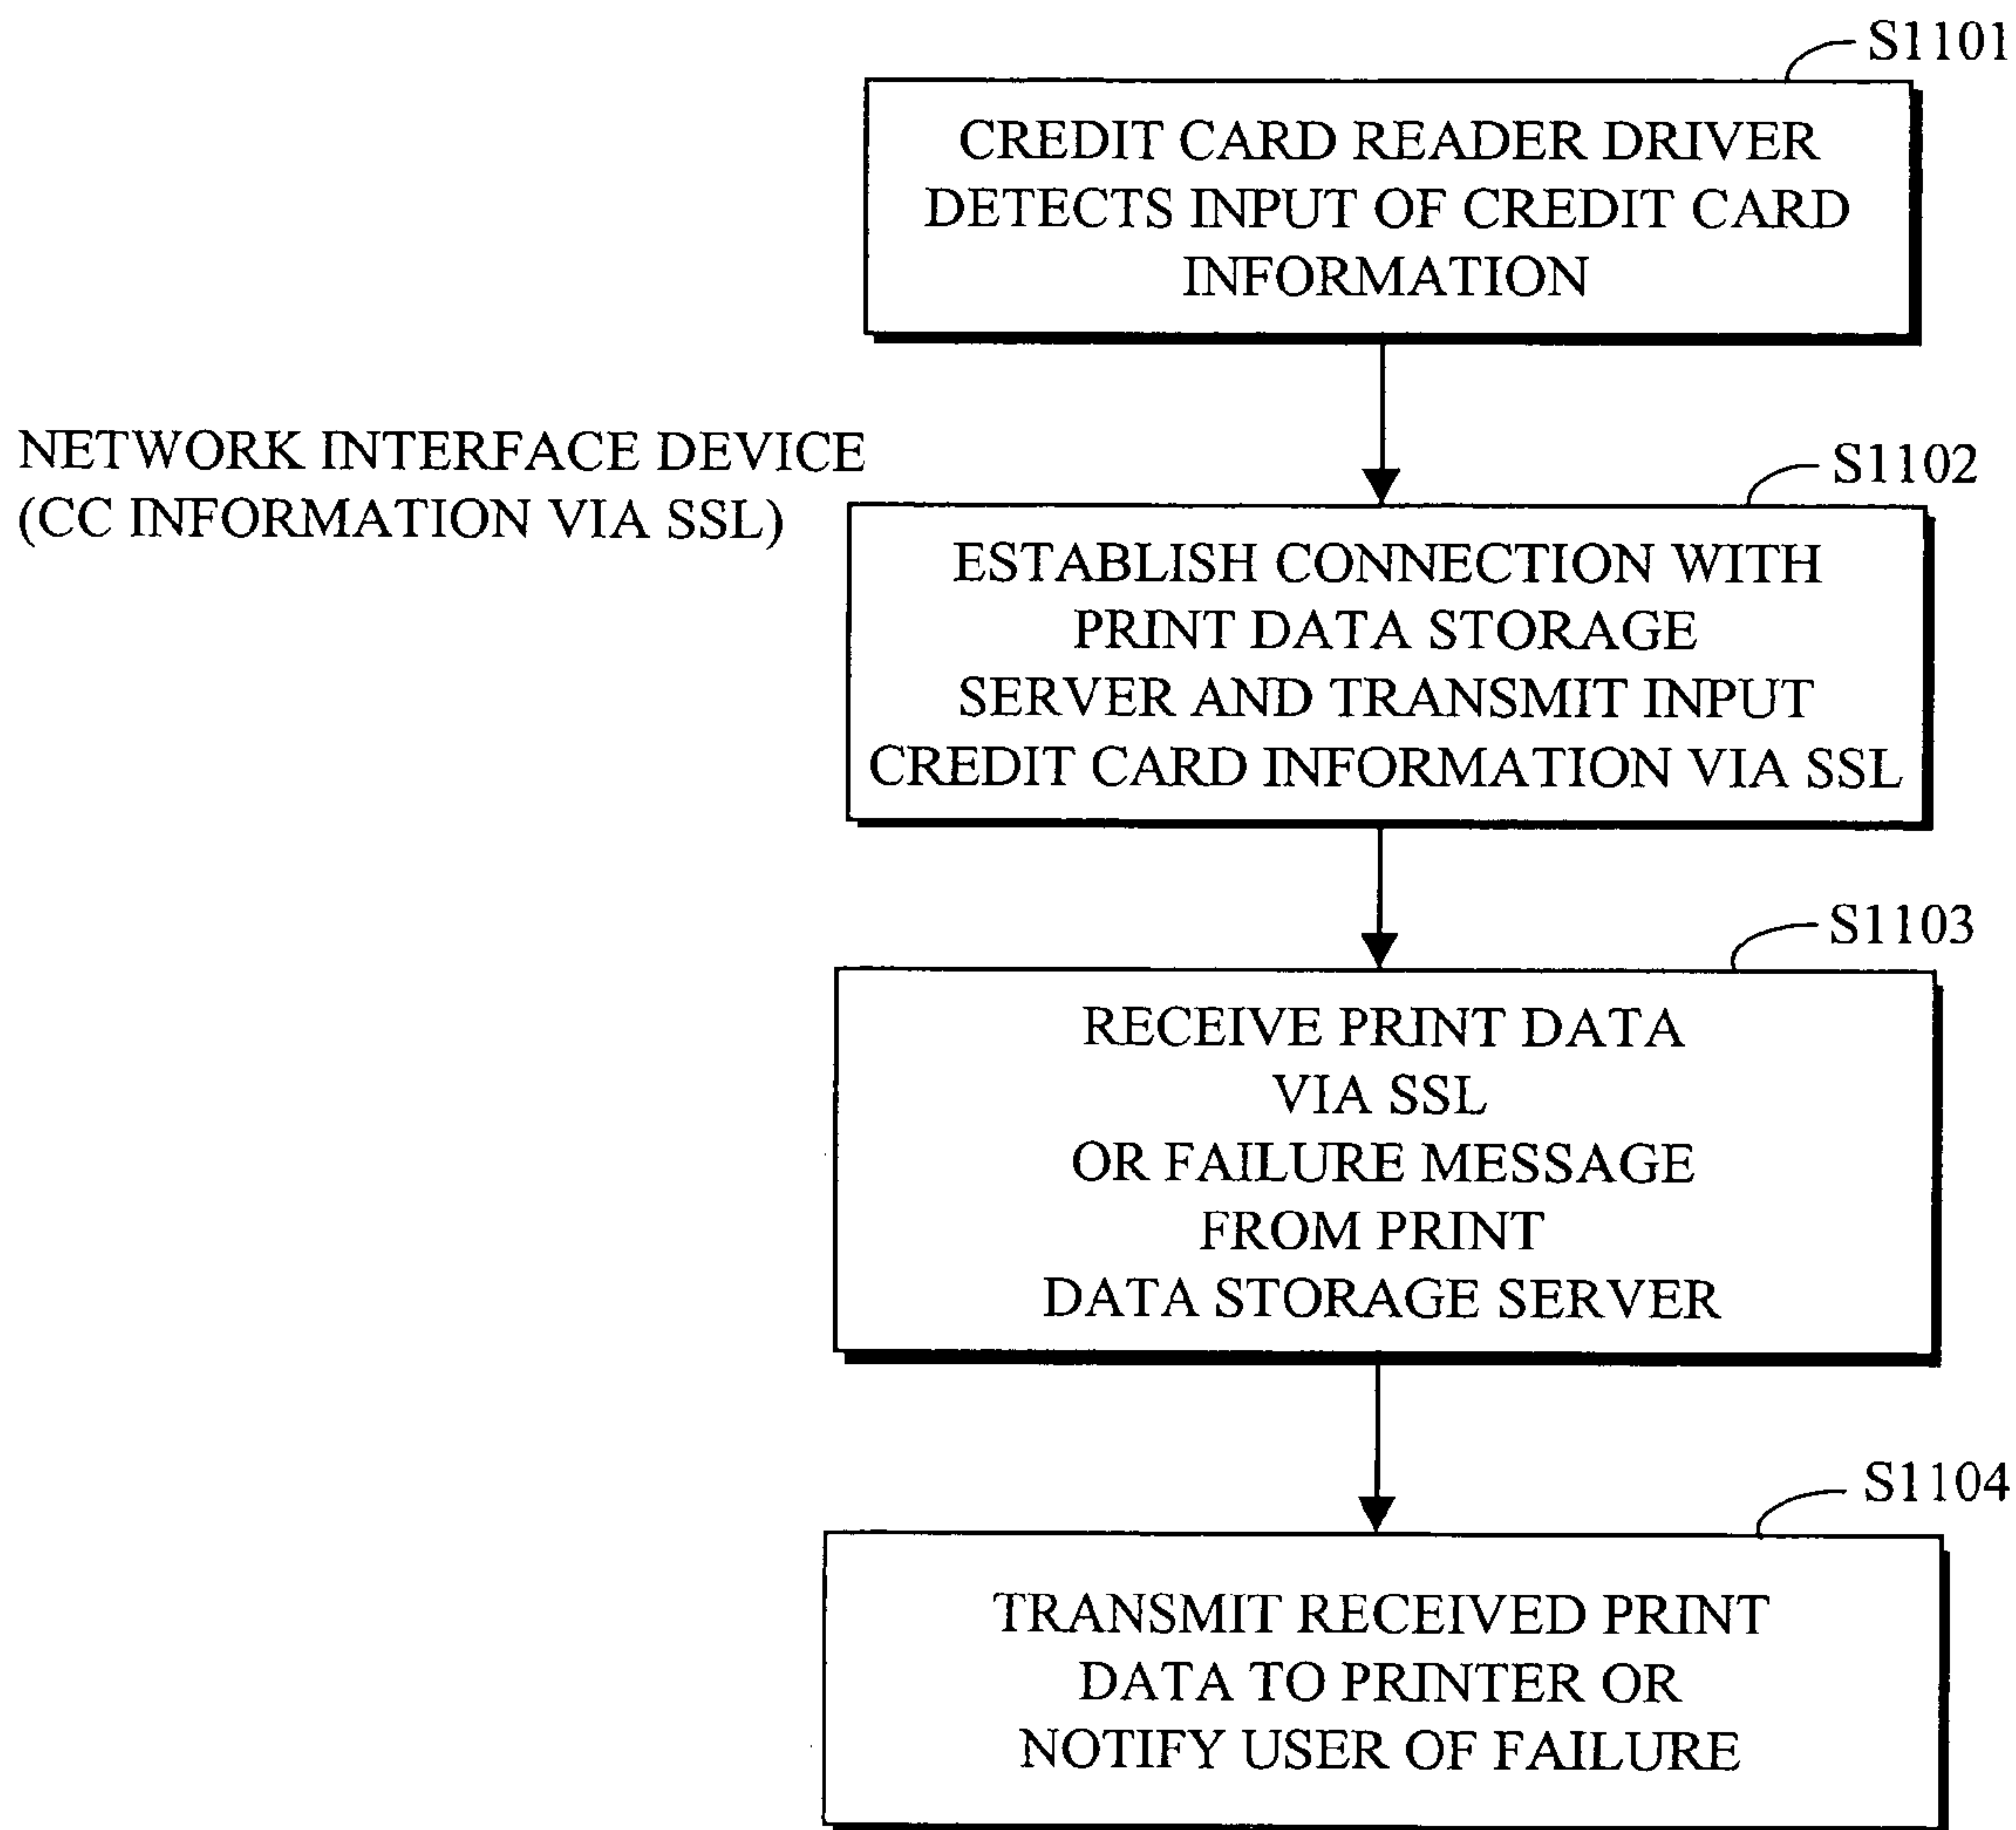 S1101
CREDIT CARD READER DRIVER
DETECTS INPUT OF CREDIT CARD
INFORMATION
NETWORK INTERFACE DEVICE
(CC INFORMATION VIA SSL)
S1102
ESTABLISH CONNECTION WITH
PRINT DATA STORAGE
SERVER AND TRANSMIT INPUT
CREDIT CARD INFORMATION VIA SSL
S1103
RECEIVE PRINT DATA
VIA SSL
OR FAILURE MESSAGE
FROM PRINT
DATA STORAGE SERVER
S1104
TRANSMIT RECEIVED PRINT
DATA TO PRINTER OR
NOTIFY USER OF FAILURE